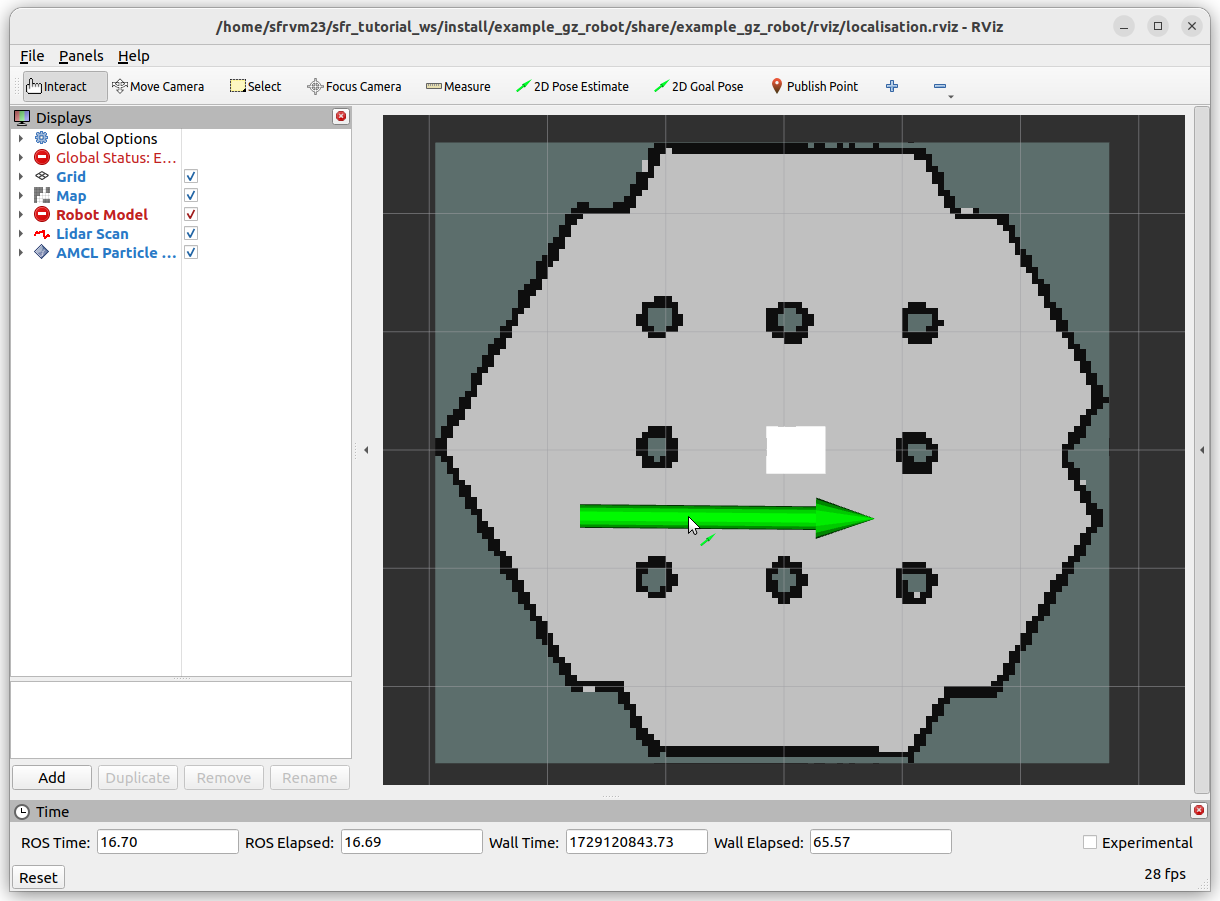 /home/sfrvm23/sfr_tutorial_ws/install/example_gz_robot/share/example_gz_robot/rviz/localisation.rviz - RViz
File Panels Help
Interact Move Camera Select Focus Camera Measure 2D Pose Estimate 2D Goal Pose Publish Point
Displays
Global Options
Global Status: E...
Grid
Map
Robot Model
Lidar Scan
AMCL Particle ...
Add Duplicate Remove Rename
Time
ROS Time: 16.70 ROS Elapsed: 16.69 Wall Time: 1729120843.73 Wall Elapsed: 65.57 Experimental
Reset 28 fps